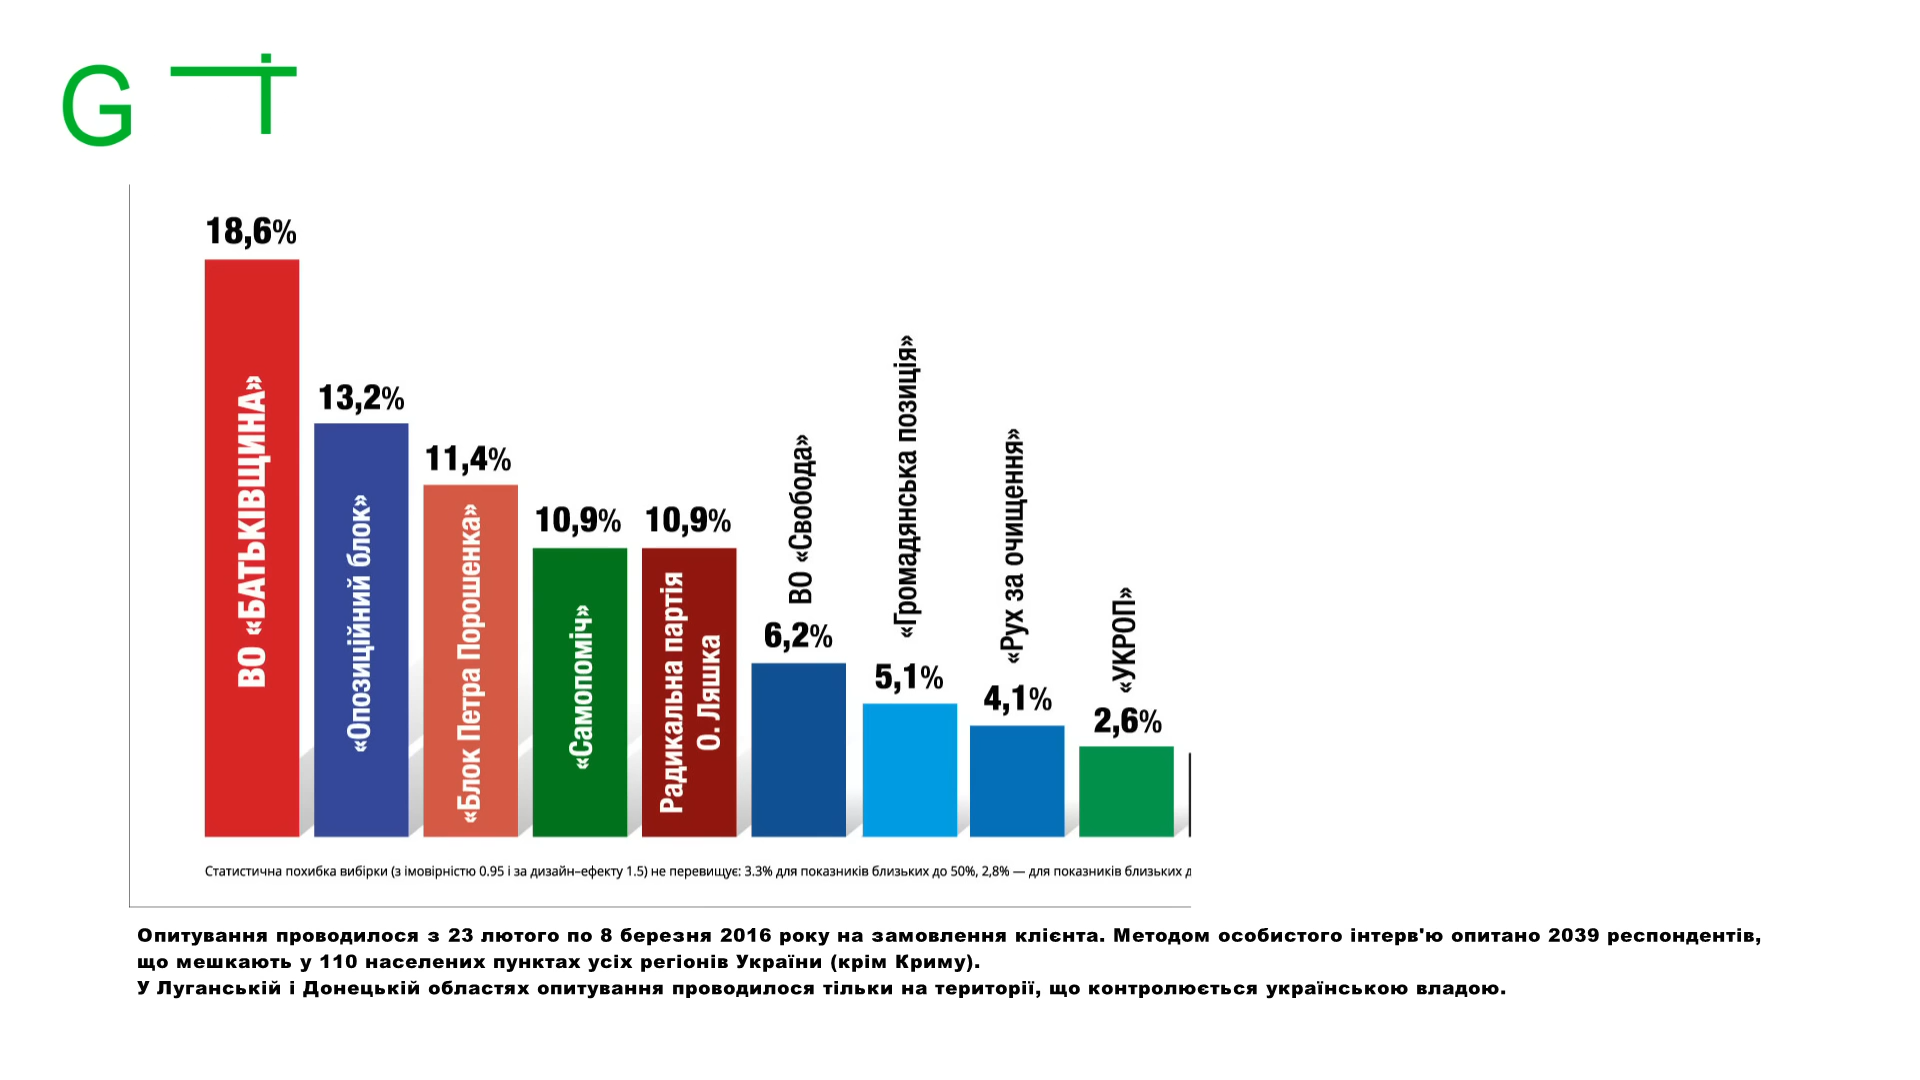 G i
18,6%
ВО «БАТЬКІВЩИНА»
13,2%
«Опозиційний блок»
11,4%
«Блок Петра Порошенка»
10,9%
«Самопоміч»
10,9%
Радикальна партія
О. Ляшка
ВО «Свобода»
6,2%
«Громадянська позиція»
5,1%
«Рух за очищення»
4,1%
«УКРОП»
2,6%
Статистична похибка вибірки (з імовірністю 0.95 і за дизайн–ефекту 1.5) не перевищує: 3.3% для показників близьких до 50%, 2,8% — для показників близьких д
Опитування проводилося з 23 лютого по 8 березня 2016 року на замовлення клієнта. Методом особистого інтерв'ю опитано 2039 респондентів,
що мешкають у 110 населених пунктах усіх регіонів України (крім Криму).
У Луганській і Донецькій областях опитування проводилося тільки на території, що контролюється українською владою.